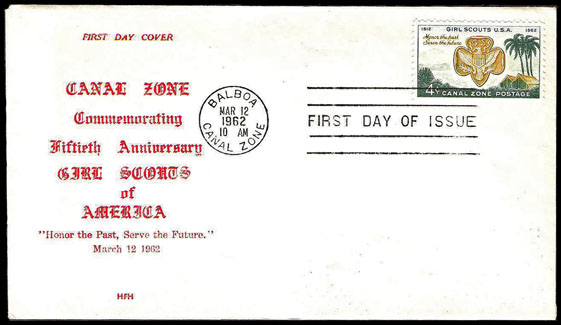 FIRST DAY COVER
CANAL ZONE
Commemorating
Fiftieth Anniversary
GIRL SCOUTS
of
AMERICA
"Honor the Past, Serve the Future."
March 12 1962
HFH
BALBOA
MAR 12
1962
10 AM
CANAL ZONE
FIRST DAY OF ISSUE
1912 GIRL SCOUTS U.S.A. 1962
Honor the past
Serve the future
4¢ CANAL ZONE POSTAGE